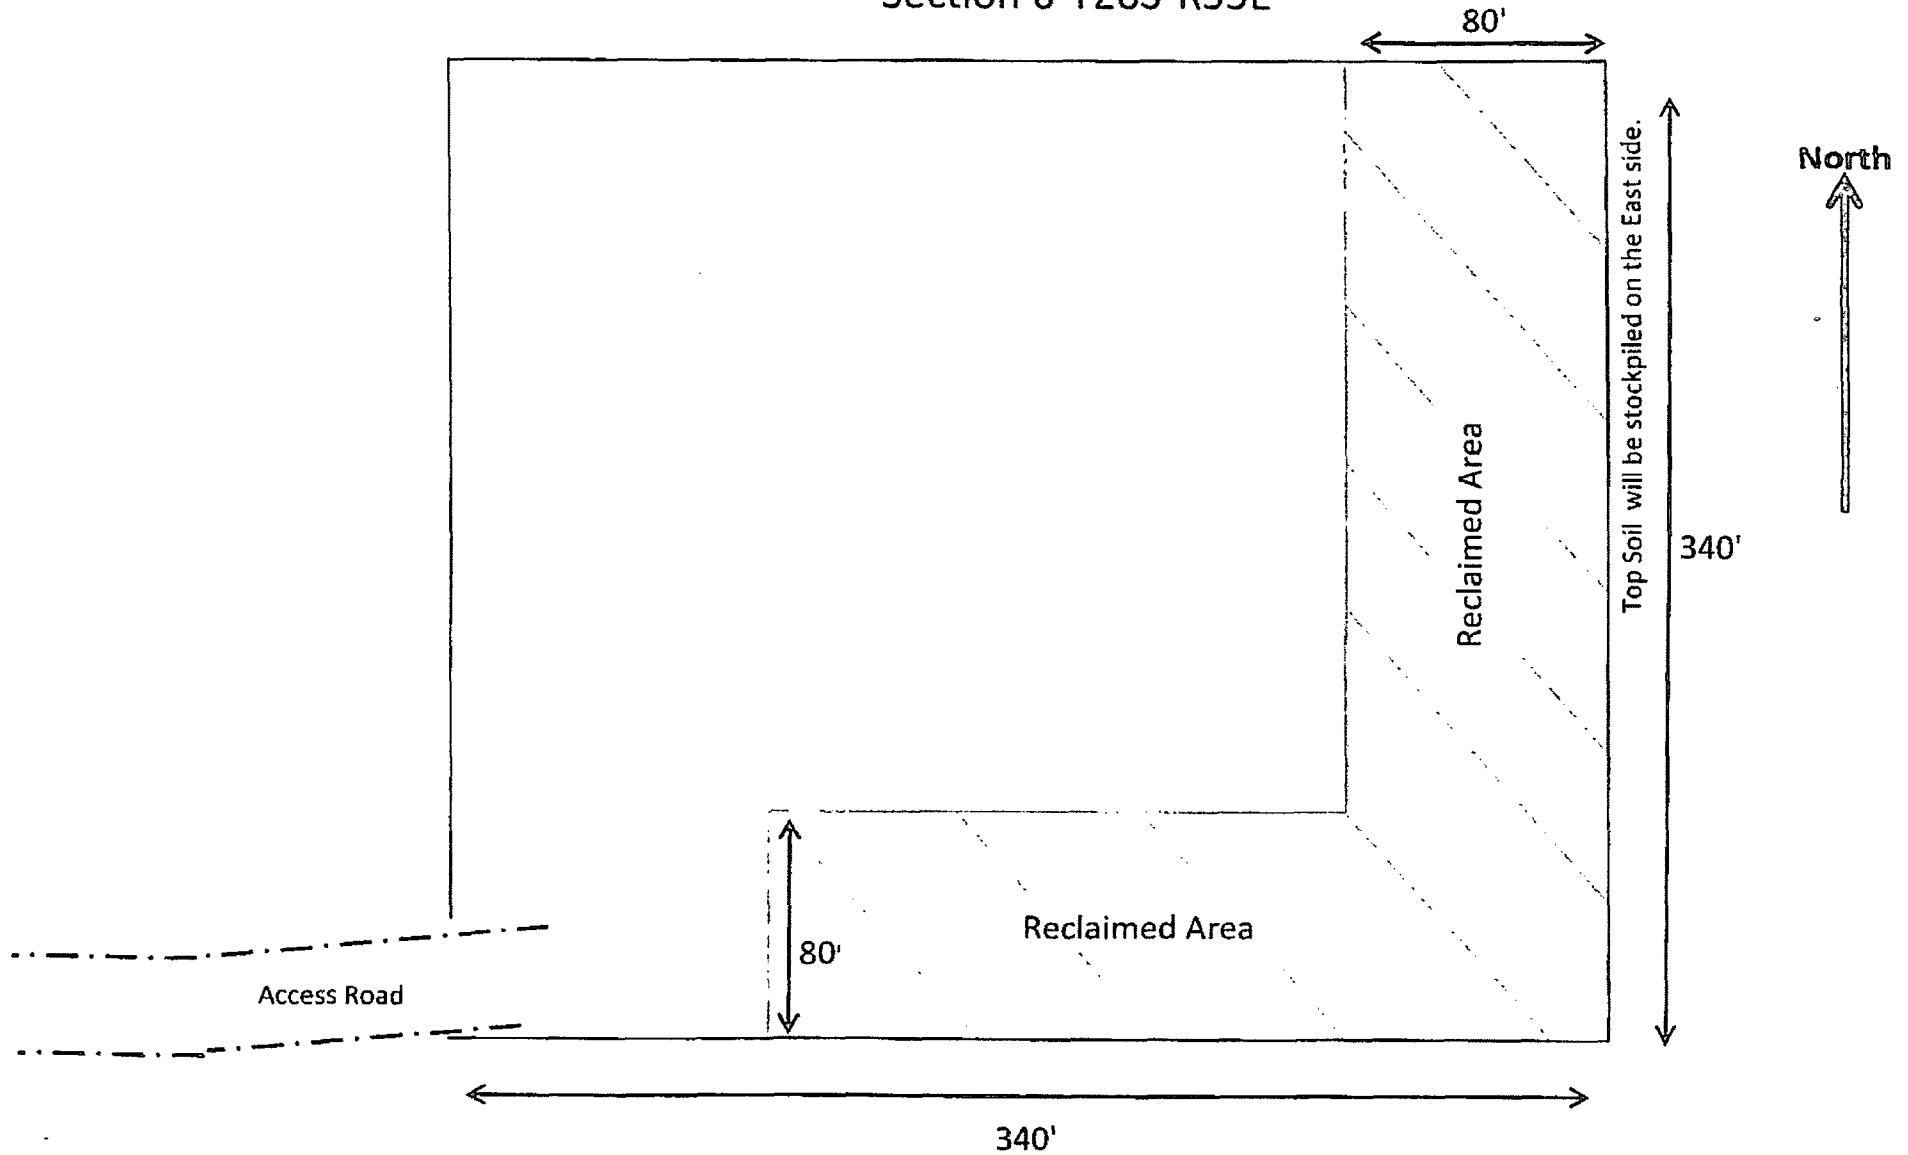 80'
North
Top Soil will be stockpiled on the East side.
340'
Reclaimed Area
Reclaimed Area
80'
Access Road
340'